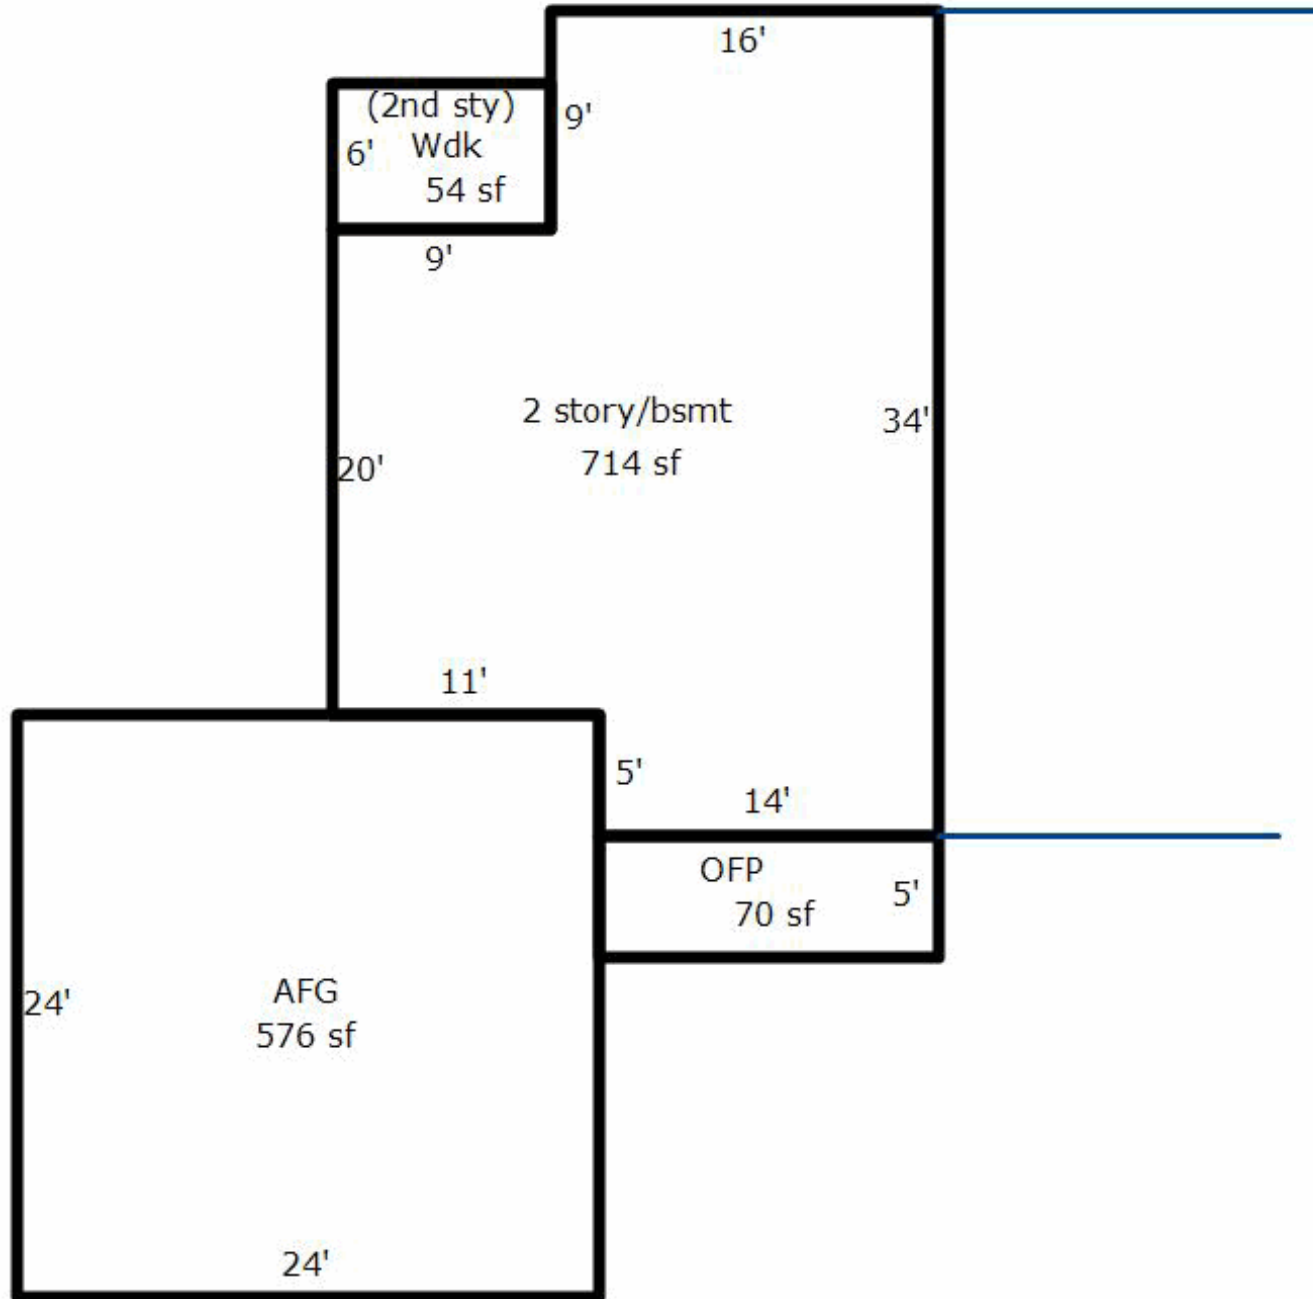 16'
(2nd sty)
9'
6'
Wdk
54 sf
9'
2 story/bsmt
34'
714 sf
20'
11'
5'
14'
OFP
5'
70 sf
AFG
24'
576 sf
24'